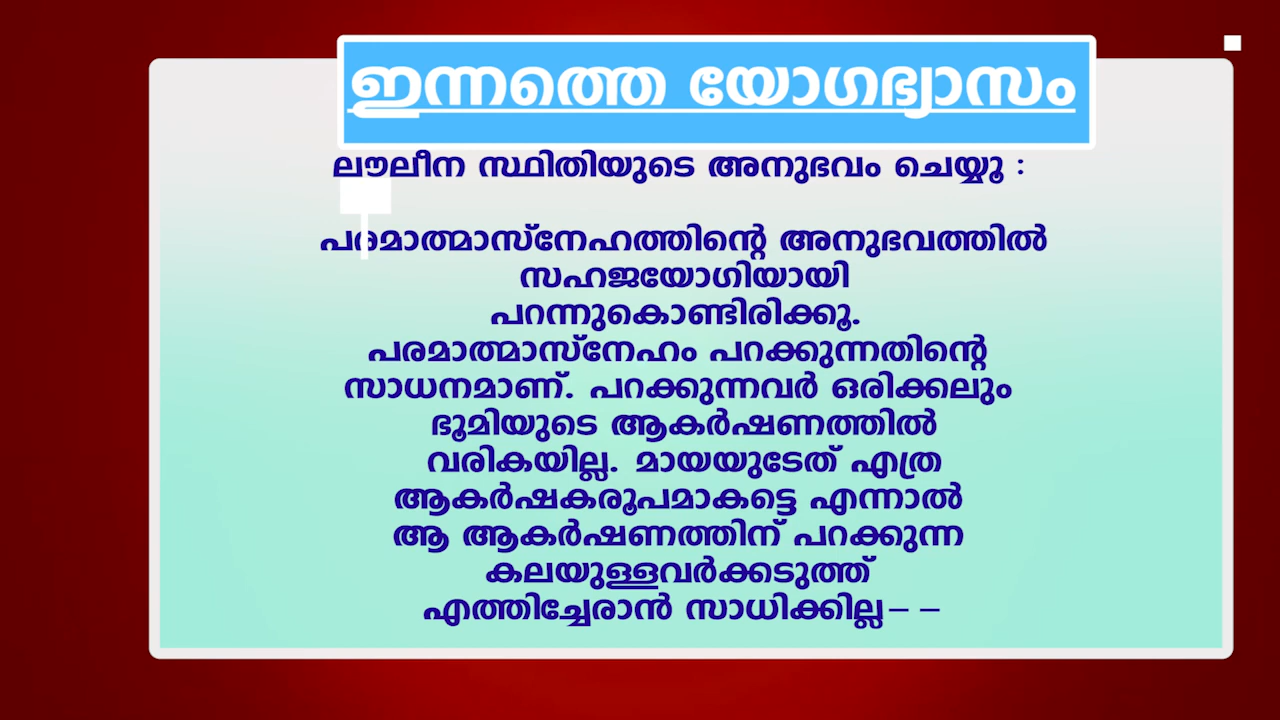 ഇന്നത്തെ യോഗഭ്യാസം
ലൗലീന സ്ഥിതിയുടെ അനുഭവം ചെയ്യൂ :
പരമാത്മാസ്നേഹത്തിന്റെ അനുഭവത്തിൽ
സഹജയോഗിയായി
പറന്നുകൊണ്ടിരിക്കൂ.
പരമാത്മാസ്നേഹം പറക്കുന്നതിന്റെ
സാധനമാണ്. പറക്കുന്നവർ ഒരിക്കലും
ഭൂമിയുടെ ആകർഷണത്തിൽ
വരികയില്ല. മായയുടേത് എത്ര
ആകർഷകരൂപമാകട്ടെ എന്നാൽ
ആ ആകർഷണത്തിന് പറക്കുന്ന
കലയുള്ളവർക്കടുത്ത്
എത്തിച്ചേരാൻ സാധിക്കില്ല– –